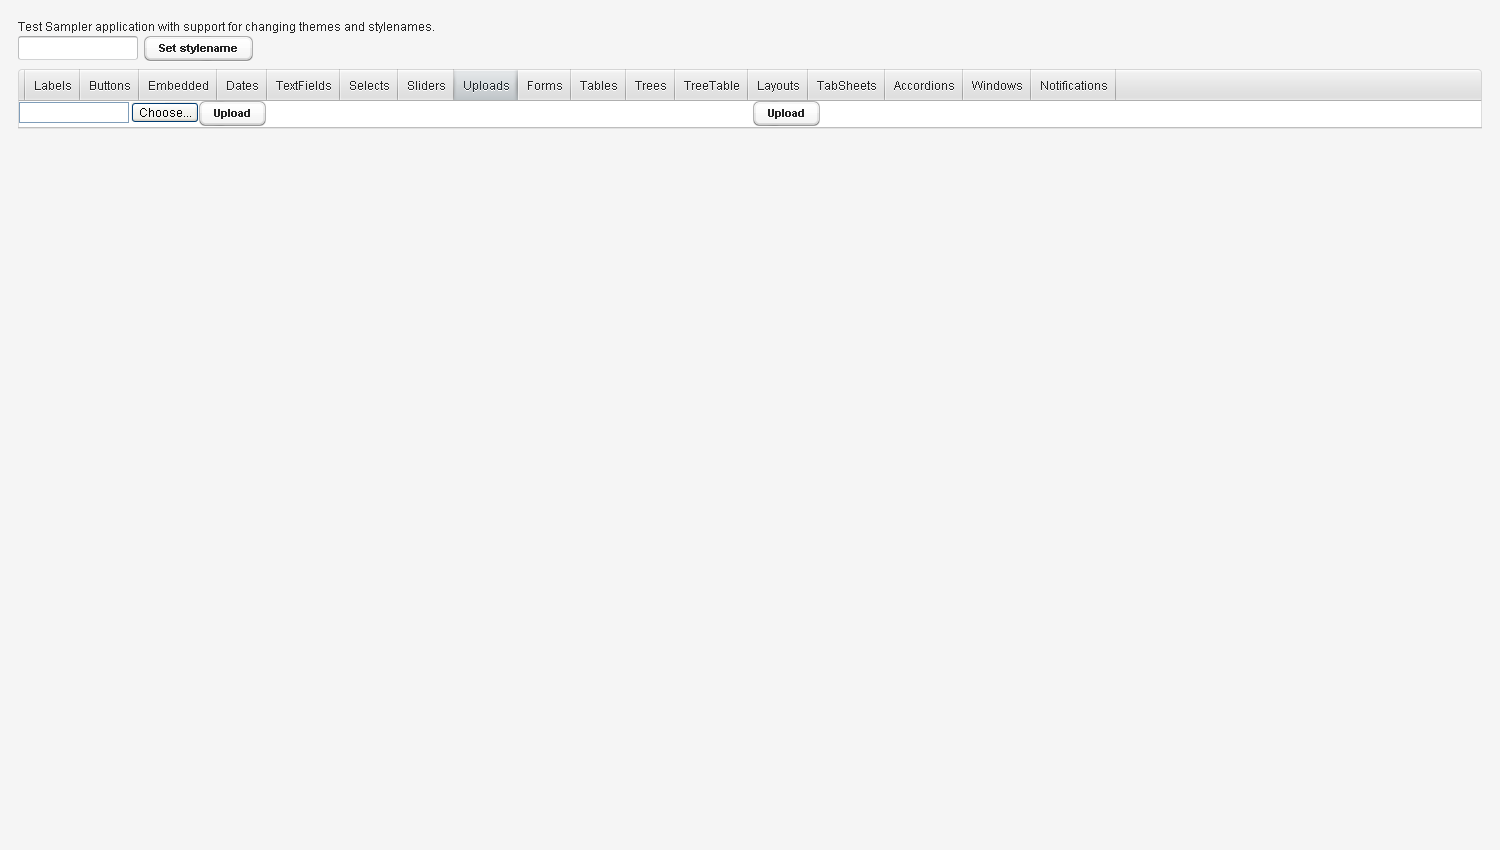 Test Sampler application with support for changing themes and stylenames.
Set stylename
Labels Buttons Embedded Dates TextFields Selects Sliders Uploads Forms Tables Trees TreeTable Layouts TabSheets Accordions Windows Notifications
Choose... Upload Upload